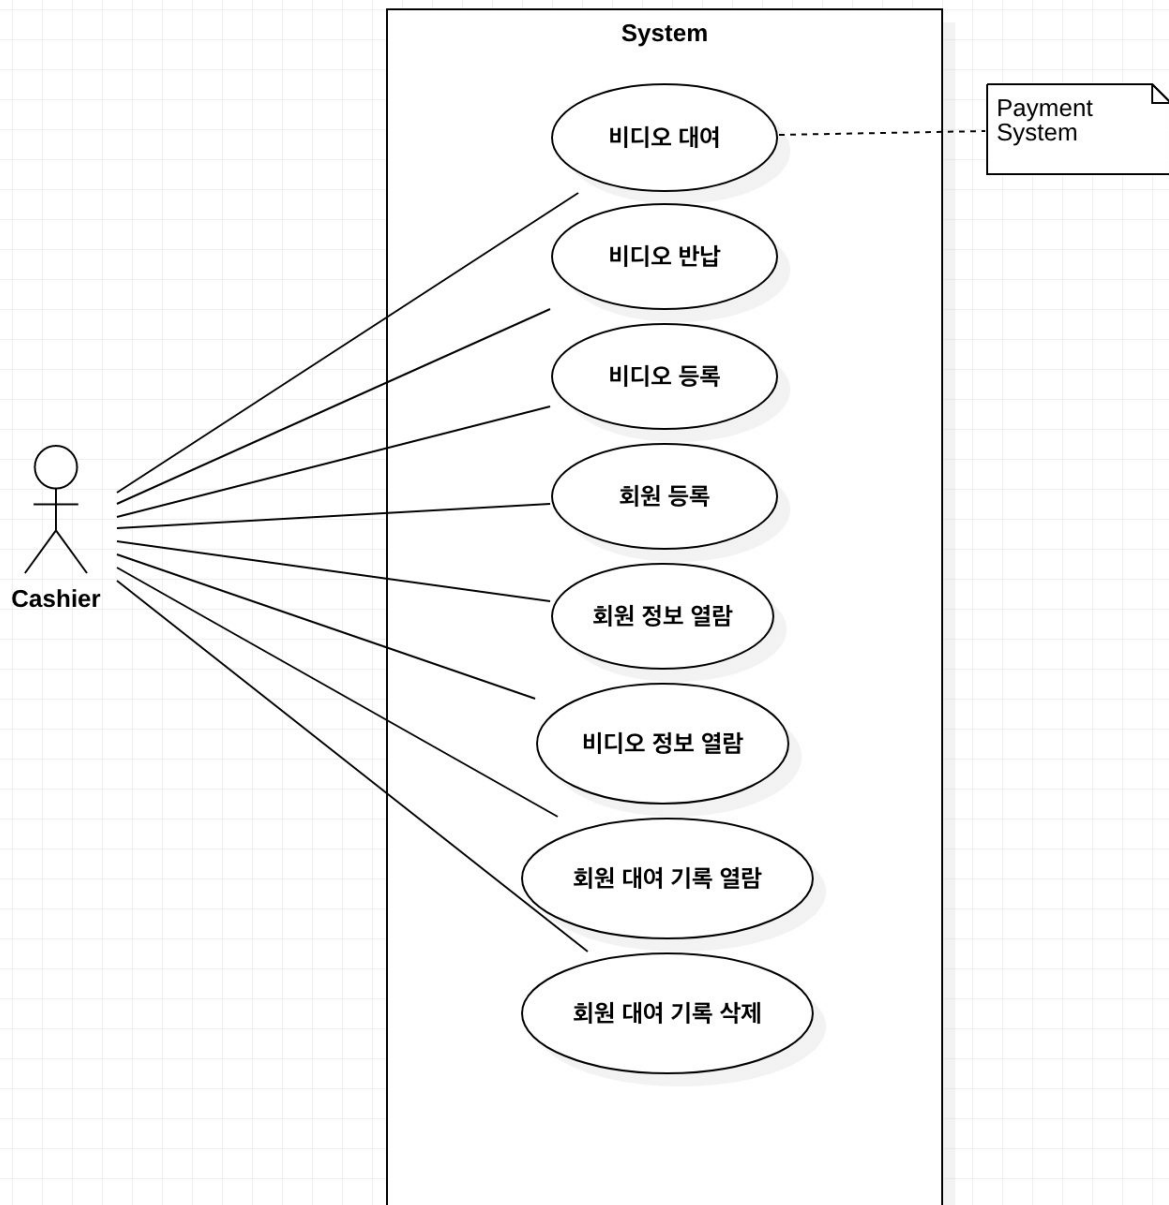 System
비디오 대여
Payment
System
비디오 반납
비디오 등록
회원 등록
회원 정보 열람
Cashier
비디오 정보 열람
회원 대여 기록 열람
회원 대여 기록 삭제